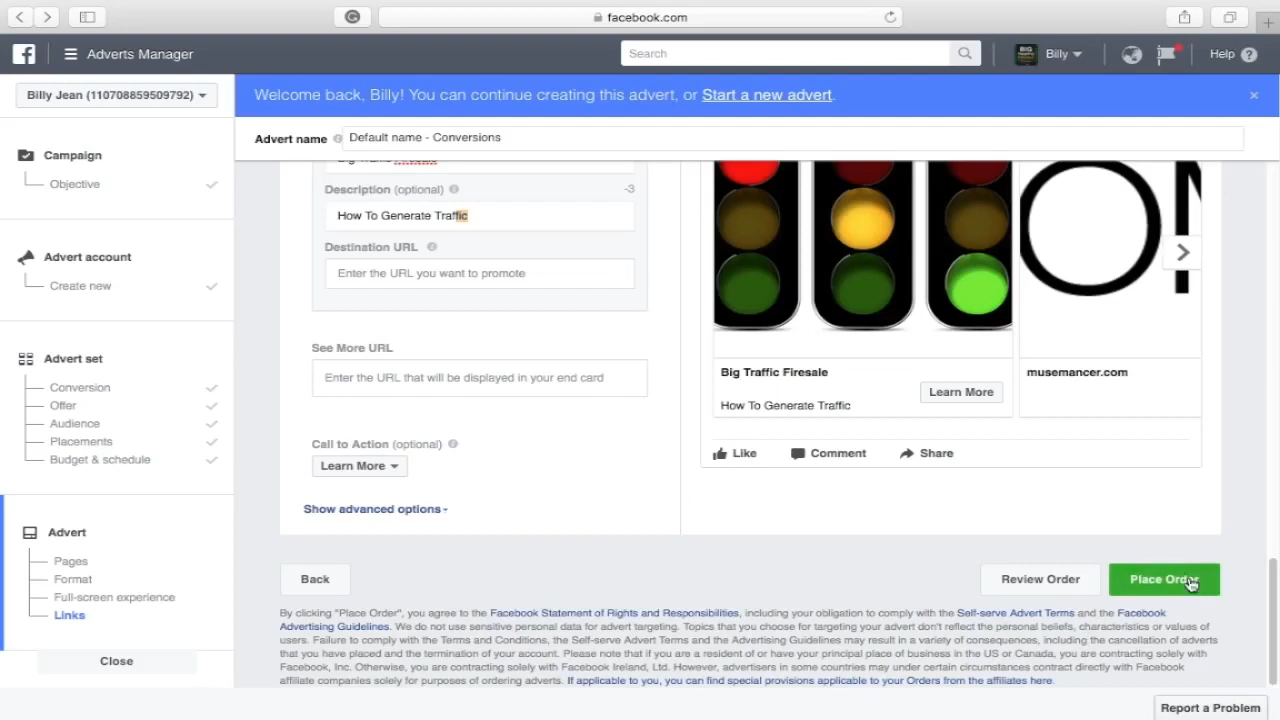 facebook.com
Adverts Manager
Search
Billy
Help ?
Billy Jean (110708859509792)
Welcome back, Billy! You can continue creating this advert, or Start a new advert.
×
Advert name
Default name - Conversions
Campaign
Objective
Advert account
Create new
Advert set
Conversion
Offer
Audience
Placements
Budget & schedule
Advert
Pages
Format
Full-screen experience
Links
Close
Description (optional)
-3
How To Generate Traffic
Destination URL
Enter the URL you want to promote
See More URL
Enter the URL that will be displayed in your end card
Call to Action (optional)
Learn More
Show advanced options
Big Traffic Firesale
How To Generate Traffic
Learn More
musemancer.com
Like
Comment
Share
Back
Review Order
Place Order
By clicking "Place Order", you agree to the Facebook Statement of Rights and Responsibilities, including your obligation to comply with the Self-serve Advert Terms and the Facebook
Advertising Guidelines. We do not use sensitive personal data for advert targeting. Topics that you choose for targeting your advert don't reflect the personal beliefs, characteristics or values of
users. Failure to comply with the Terms and Conditions, the Self-serve Advert Terms and the Advertising Guidelines may result in a variety of consequences, including the cancellation of adverts
that you have placed and the termination of your account. Please note that if you are a resident of or have your principal place of business in the US or Canada, you are contracting solely with
Facebook, Inc. Otherwise, you are contracting solely with Facebook Ireland, Ltd. However, advertisers in some countries may under certain circumstances contract directly with Facebook
affiliate companies solely for purposes of ordering adverts. If applicable to you, you can find special provisions applicable to your Orders from the affiliates here.
Report a Problem